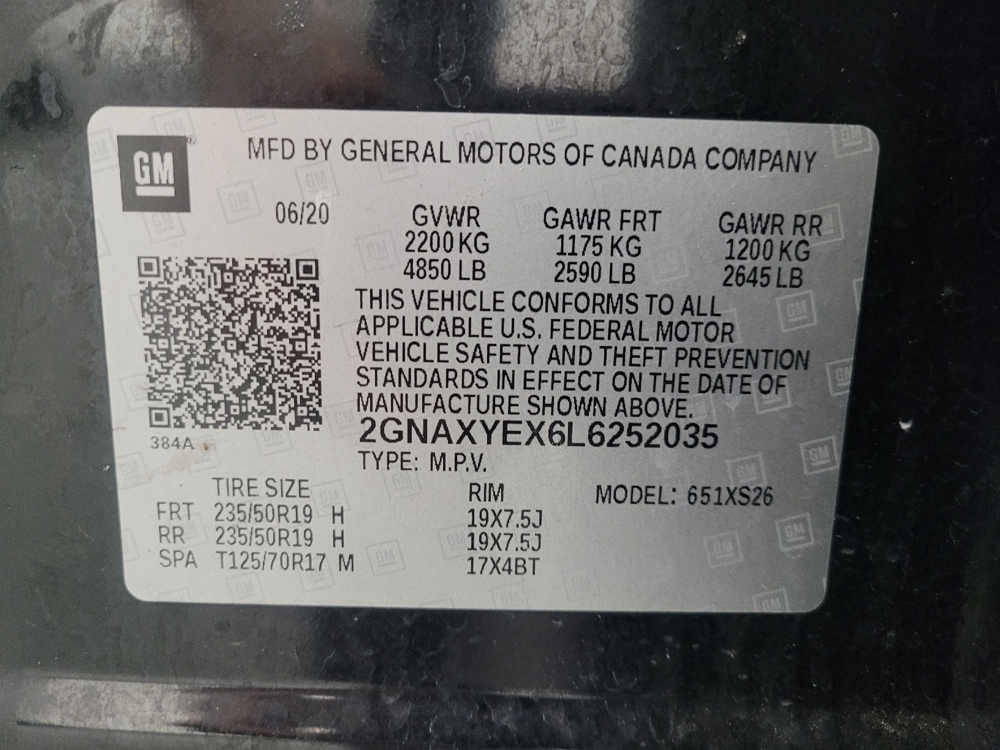 GM
MFD BY GENERAL MOTORS OF CANADA COMPANY
06/20 GVWR GAWR FRT GAWR RR
2200 KG 1175 KG 1200 KG
4850 LB 2590 LB 2645 LB
THIS VEHICLE CONFORMS TO ALL
APPLICABLE U.S. FEDERAL MOTOR
VEHICLE SAFETY AND THEFT PREVENTION
STANDARDS IN EFFECT ON THE DATE OF
MANUFACTURE SHOWN ABOVE.
384A 2GNAXYEX6L6252035
TYPE: M.P.V.
TIRE SIZE RIM MODEL: 651XS26
FRT 235/50R19 H 19X7.5J
RR 235/50R19 H 19X7.5J
SPA T125/70R17 M 17X4BT